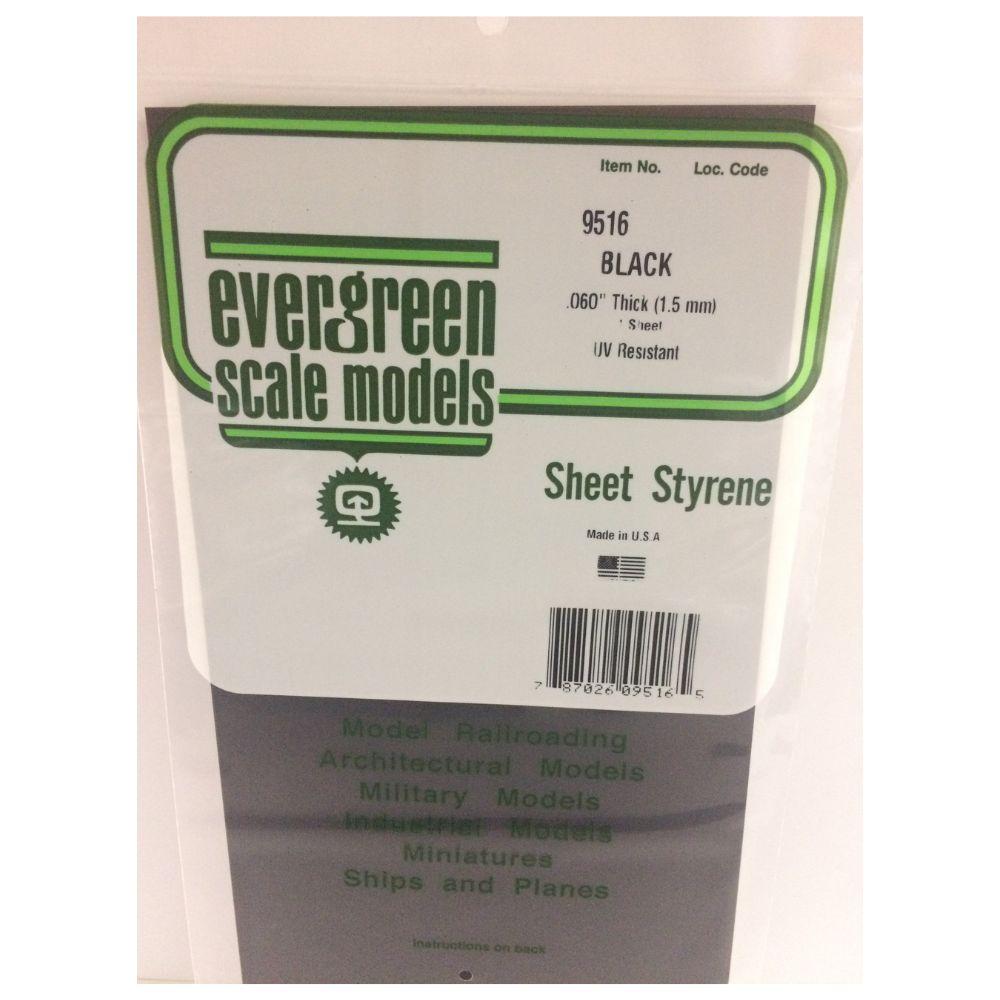 Item No. Loc. Code
9516
BLACK
.060" Thick (1.5 mm)
1 Sheet
UV Resistant
evergreen
scale models
Sheet Styrene
Made in U.S.A
7 87026 09516 5
Model Railroading
Architectural Models
Military Models
Industrial Models
Miniatures
Ships and Planes
Instructions on back